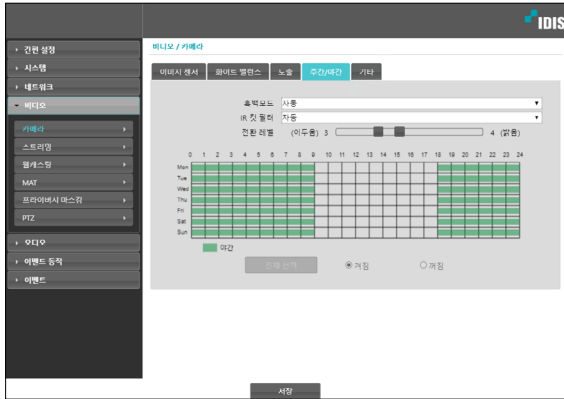 IDIS
비디오 / 카메라
간편 설정
시스템
네트워크
비디오
카메라
스트리밍
웹캐스팅
MAT
프라이버시 마스킹
PTZ
오디오
이벤트 동작
이벤트
이미지 센서 화이트 밸런스 노출 주간/야간 기타
흑백모드 자동
IR 컷 필터 자동
전환 레벨 (어두움) 3 4 (밝음)
0 1 2 3 4 5 6 7 8 9 10 11 12 13 14 15 16 17 18 19 20 21 22 23 24
Mon
Tue
Wed
Thu
Fri
Sat
Sun
야간
전체 선택 켜짐 꺼짐
저장